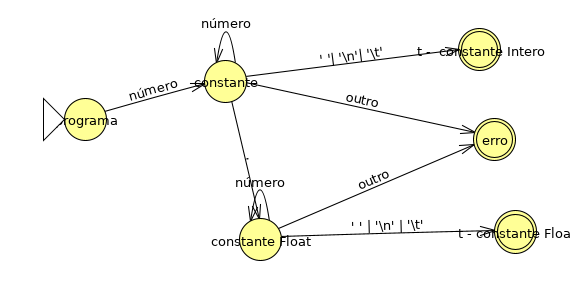 número
' '| '\n'| '\t'
t - constante Intero
constante
número
outro
rograma
erro
.
número
outro
' ' | '\n' | '\t'
constante Float
t - constante Floa